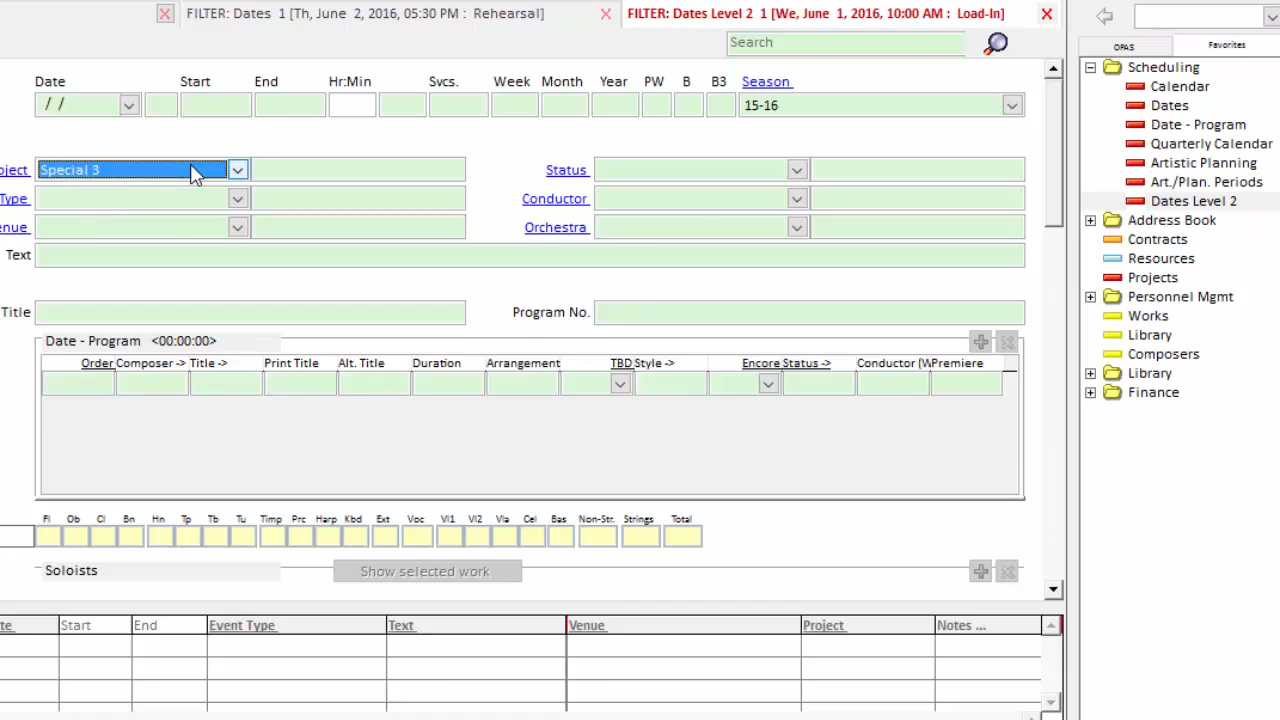 FILTER: Dates 1 [Th, June 2, 2016, 05:30 PM : Rehearsal]
FILTER: Dates Level 2 1 [We, June 1, 2016, 10:00 AM : Load-In]
Search
Date Start End Hr:Min Svcs. Week Month Year PW B B3 Season
/ / 15-16
oject Special 3 Status
Type Conductor
enue Orchestra
Text
Title Program No.
Date - Program <00:00:00>
Order Composer -> Title -> Print Title Alt. Title Duration Arrangement TBD Style -> Encore Status -> Conductor (W Premiere
Fl Ob Cl Bn Hn Tp Tb Tu Timp Prc Harp Kbd Ext Voc Vl1 Vl2 Vla Cel Bas Non-Str. Strings Total
Soloists Show selected work
te Start End Event Type Text Venue Project Notes ...
OPAS Favorites
Scheduling
Calendar
Dates
Date - Program
Quarterly Calendar
Artistic Planning
Art./Plan. Periods
Dates Level 2
Address Book
Contracts
Resources
Projects
Personnel Mgmt
Works
Library
Composers
Library
Finance